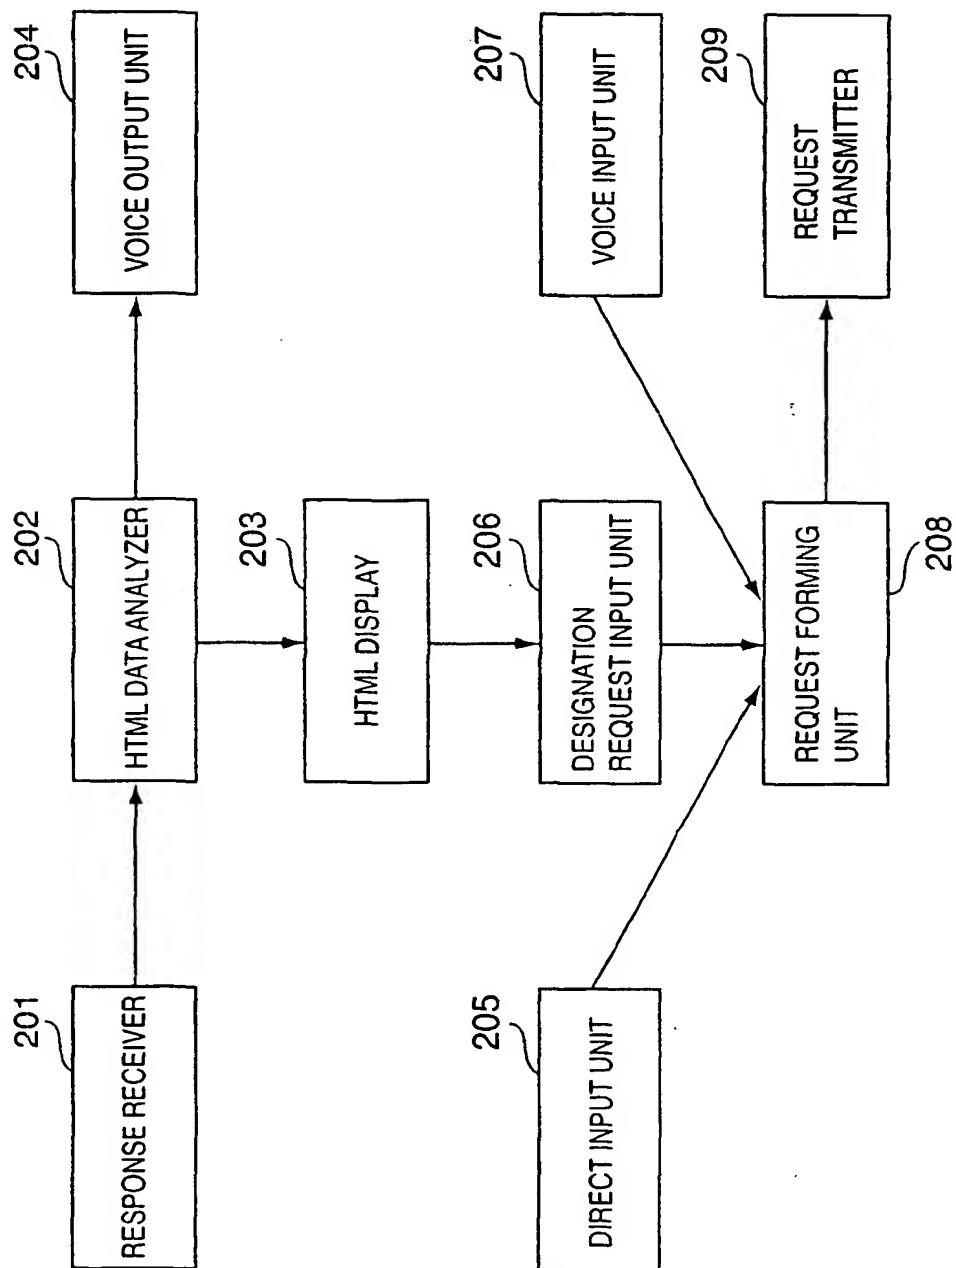 201
RESPONSE RECEIVER
202
HTML DATA ANALYZER
204
VOICE OUTPUT UNIT
203
HTML DISPLAY
205
DIRECT INPUT UNIT
206
DESIGNATION
REQUEST INPUT UNIT
207
VOICE INPUT UNIT
REQUEST FORMING
UNIT
208
209
REQUEST
TRANSMITTER